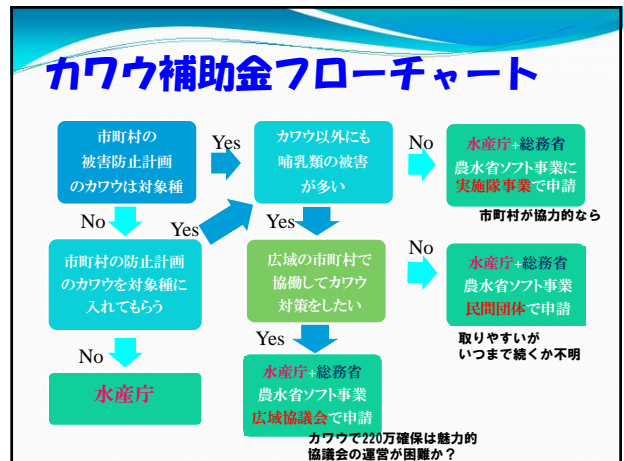 カワウ補助金フローチャート
市町村の
被害防止計画
のカワウは対象種
Yes
カワウ以外にも
哺乳類の被害
が多い
No
水産庁+総務省
農水省ソフト事業に
実施隊事業で申請
市町村が協力的なら
No
Yes
Yes
市町村の防止計画
のカワウを対象種に
入れてもらう
広域の市町村で
協働してカワウ
対策をしたい
No
水産庁+総務省
農水省ソフト事業
民間団体で申請
取りやすいが
いつまで続くか不明
No
水産庁
Yes
水産庁+総務省
農水省ソフト事業
広域協議会で申請
カワウで220万確保は魅力的
協議会の運営が困難か？